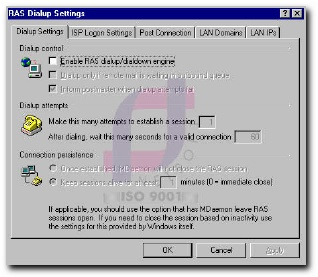 RAS Dialup Settings
Dialup Settings
ISP Logon Settings
Post Connection
LAN Domains
LAN IPs
Dialup control
Enable RAS dialup/dialdown engine
Dialup only if remote mail is waiting in outbound queue
Dialup attempts
Make this many attempts to establish a session
1
After dialing, wait this many seconds for a valid connection
60
Connection persistence
Once established, MDaemon will not close the RAS session
Keep sessions alive for at least
minutes (0 = immediate close)
ISO 9001
If applicable, you should use the option that has MDaemon leave RAS
sessions open. If you need to close the session based on inactivity use
the settings for this provided by Windows itself.
OK
Cancel
Apply